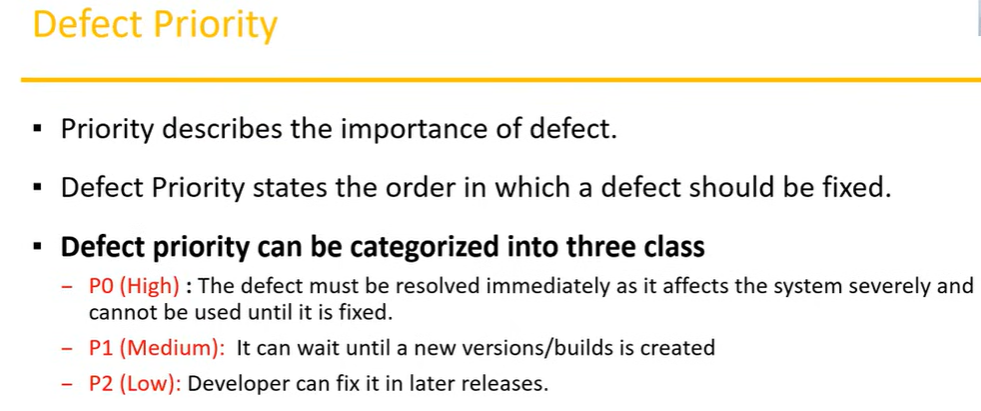 Defect Priority
▪ Priority describes the importance of defect.
▪ Defect Priority states the order in which a defect should be fixed.
▪ Defect priority can be categorized into three class
– P0 (High) : The defect must be resolved immediately as it affects the system severely and
cannot be used until it is fixed.
– P1 (Medium): It can wait until a new versions/builds is created
– P2 (Low): Developer can fix it in later releases.